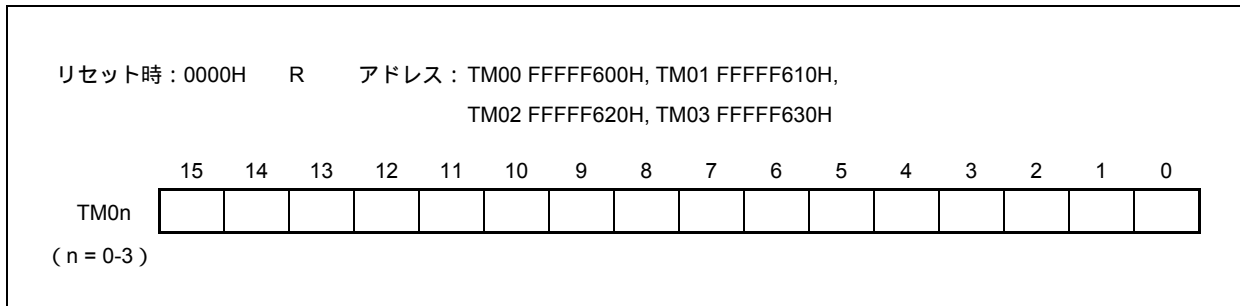 リセット時：0000H R アドレス：TM00 FFFFF600H, TM01 FFFFF610H,
TM02 FFFFF620H, TM03 FFFFF630H
15 14 13 12 11 10 9 8 7 6 5 4 3 2 1 0
TM0n
（n = 0-3）